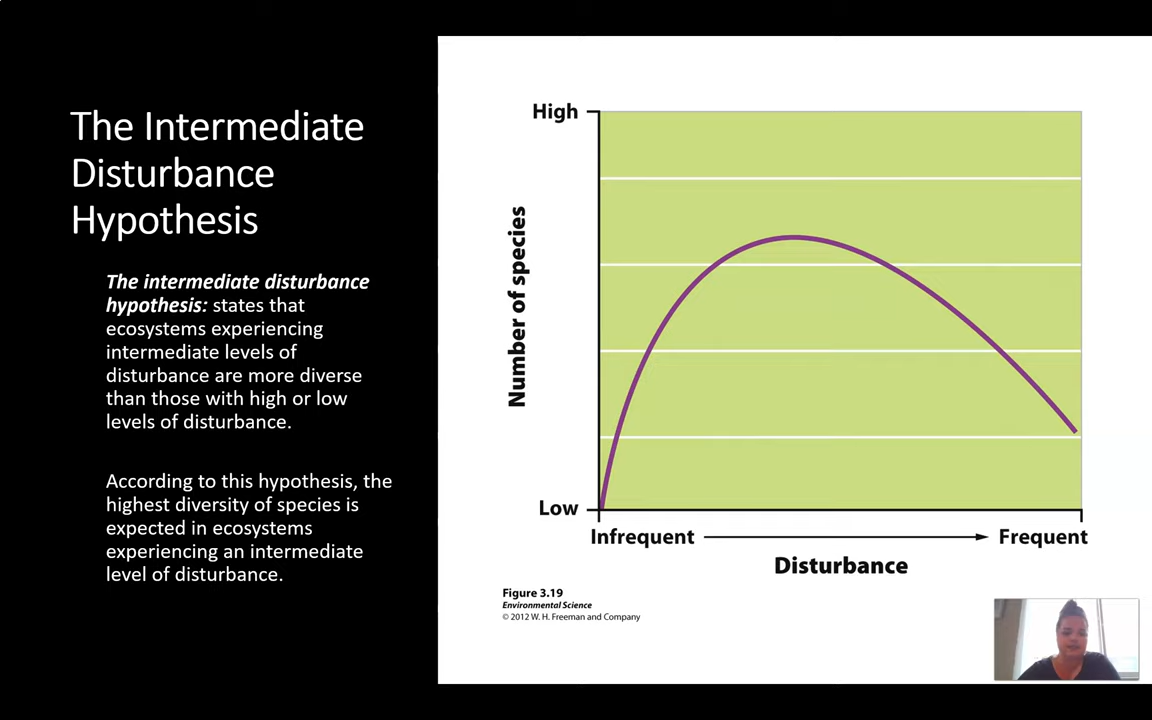 The Intermediate
Disturbance
Hypothesis
The intermediate disturbance
hypothesis: states that
ecosystems experiencing
intermediate levels of
disturbance are more diverse
than those with high or low
levels of disturbance.
According to this hypothesis, the
highest diversity of species is
expected in ecosystems
experiencing an intermediate
level of disturbance.
High
Number of species
Low
Infrequent
Frequent
Disturbance
Figure 3.19
Environmental Science
© 2012 W. H. Freeman and Company